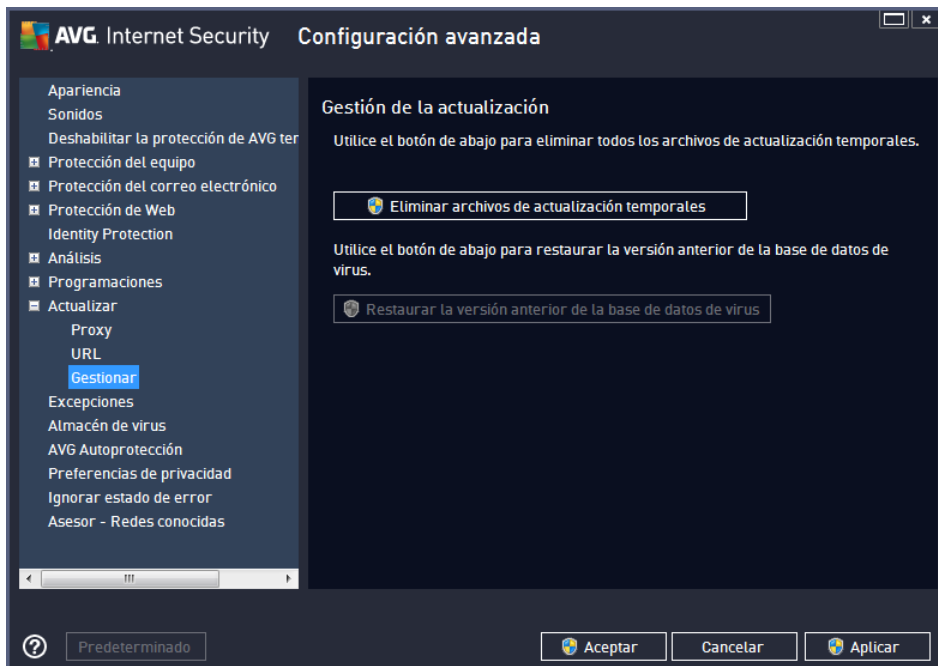 AVG. Internet Security Configuración avanzada
Apariencia
Sonidos
Deshabilitar la protección de AVG ter
Protección del equipo
Protección del correo electrónico
Protección de Web
Identity Protection
Análisis
Programaciones
Actualizar
Proxy
URL
Gestionar
Excepciones
Almacén de virus
AVG Autoprotección
Preferencias de privacidad
Ignorar estado de error
Asesor - Redes conocidas
Gestión de la actualización
Utilice el botón de abajo para eliminar todos los archivos de actualización temporales.
Eliminar archivos de actualización temporales
Utilice el botón de abajo para restaurar la versión anterior de la base de datos de
virus.
Restaurar la versión anterior de la base de datos de virus
Predeterminado
Aceptar
Cancelar
Aplicar